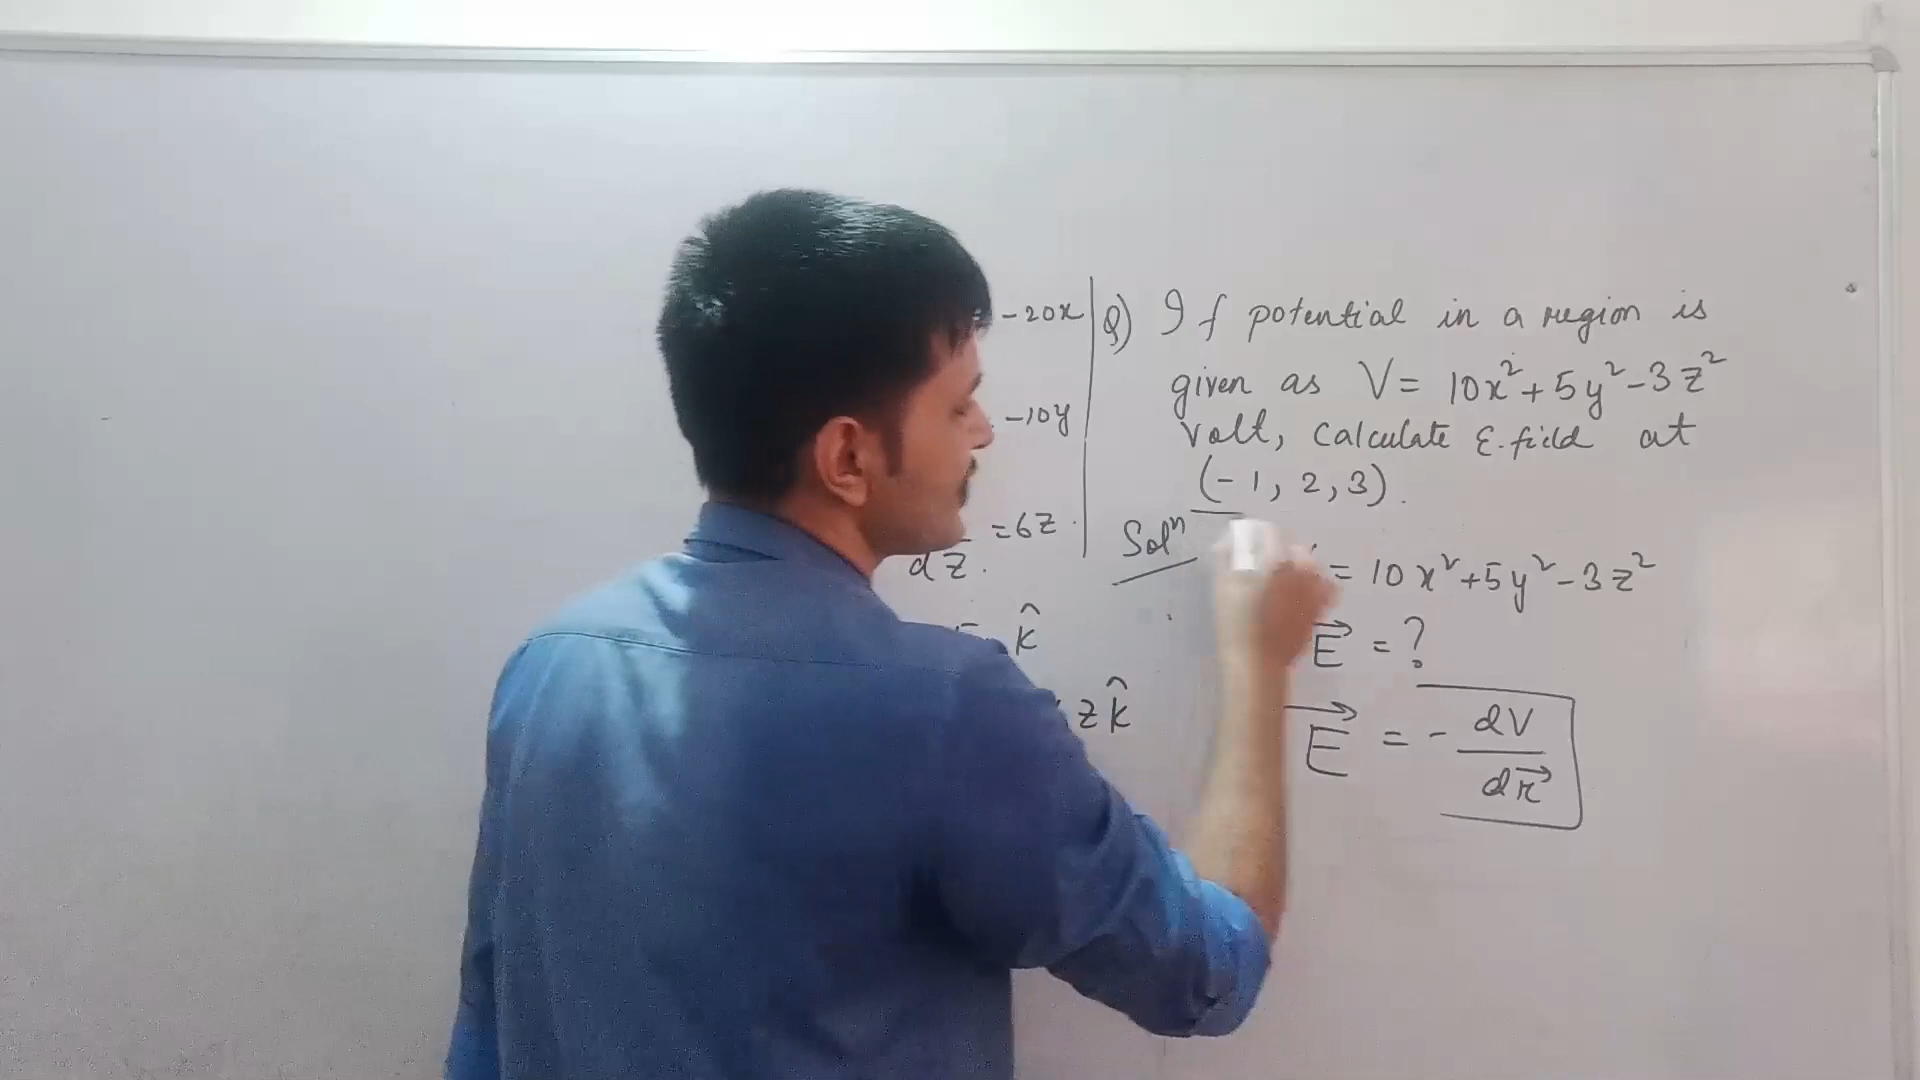 -20x
-10y
dz. =6z.
k̂
zk̂
Q) If potential in a region is
given as V= 10x²+5y²-3z²
volt, calculate E.field at
(-1, 2, 3).
Solⁿ
= 10x²+5y²-3z²
E⃗ = ?
E⃗ = - dV
dr⃗